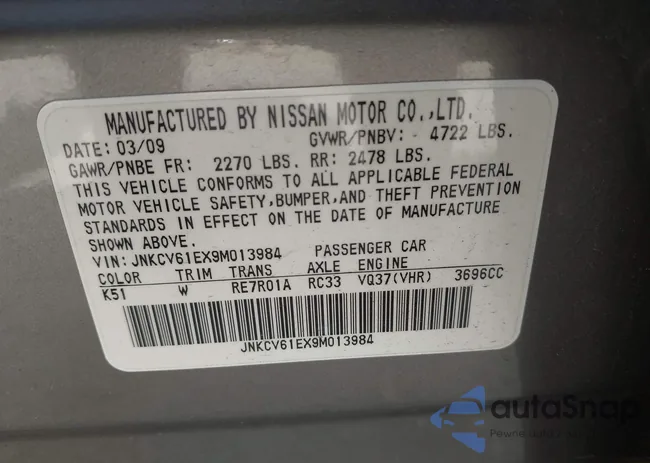 MANUFACTURED BY NISSAN MOTOR CO.,LTD.
DATE: 03/09 GVWR/PNBV: 4722 LBS.
GAWR/PNBE FR: 2270 LBS. RR: 2478 LBS.
THIS VEHICLE CONFORMS TO ALL APPLICABLE FEDERAL
MOTOR VEHICLE SAFETY,BUMPER,AND THEFT PREVENTION
STANDARDS IN EFFECT ON THE DATE OF MANUFACTURE
SHOWN ABOVE.
VIN: JNKCV61EX9M013984 PASSENGER CAR
COLOR TRIM TRANS AXLE ENGINE
K51 W RE7R01A RC33 VQ37(VHR) 3696CC
JNKCV61EX9M013984
autoSnap
Pewne auta